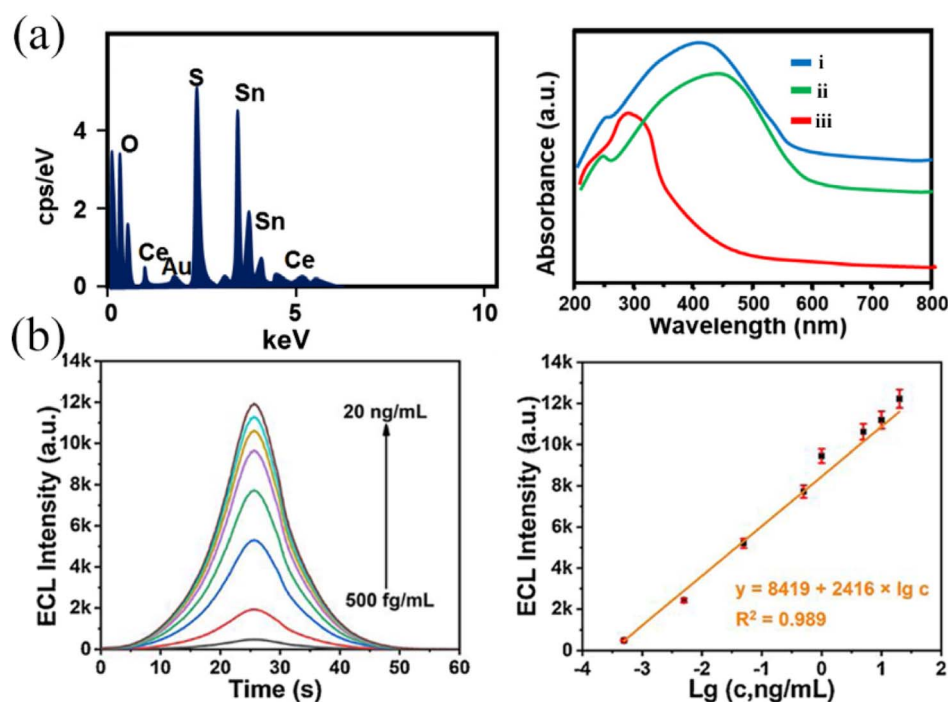 (a)
cps/eV
4
2
0
O
Ce
Au
S
Sn
Sn
Ce
0
5
10
keV
Absorbance (a.u.)
i
ii
iii
200
300
400
500
600
700
800
Wavelength (nm)
(b)
ECL Intensity (a.u.)
14k
12k
10k
8k
6k
4k
2k
0
20 ng/mL
500 fg/mL
0
10
20
30
40
50
60
Time (s)
ECL Intensity (a.u.)
14k
12k
10k
8k
6k
4k
2k
0
y = 8419 + 2416 × lg c
R² = 0.989
-4
-3
-2
-1
0
1
2
Lg (c,ng/mL)